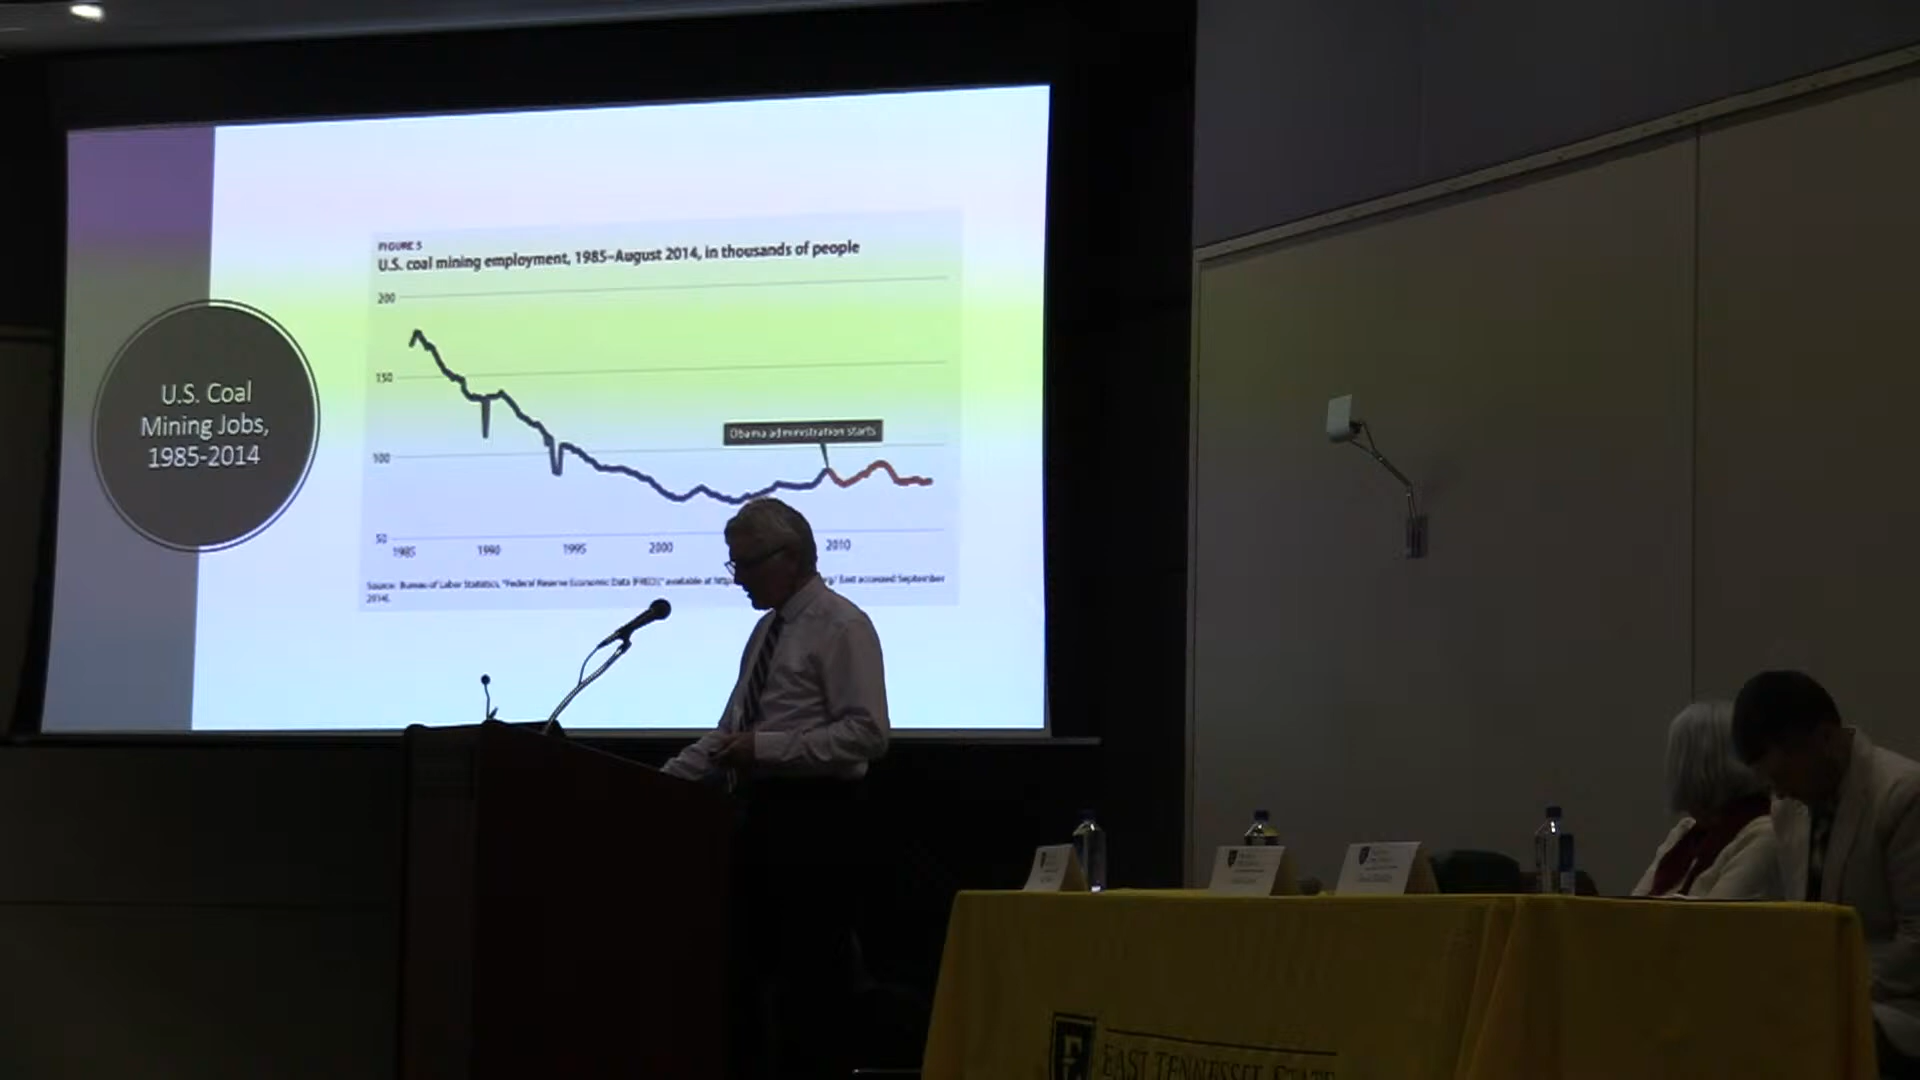 U.S. Coal
Mining Jobs,
1985-2014
FIGURE 5
U.S. coal mining employment, 1985–August 2014, in thousands of people
200
150
100
50
Obama administration starts
1985
1990
1995
2000
2010
Source: Bureau of Labor Statistics, "Federal Reserve Economic Data (FRED)," available at http
rg/ (last accessed September
2014).
EAST TENNESSEE STATE